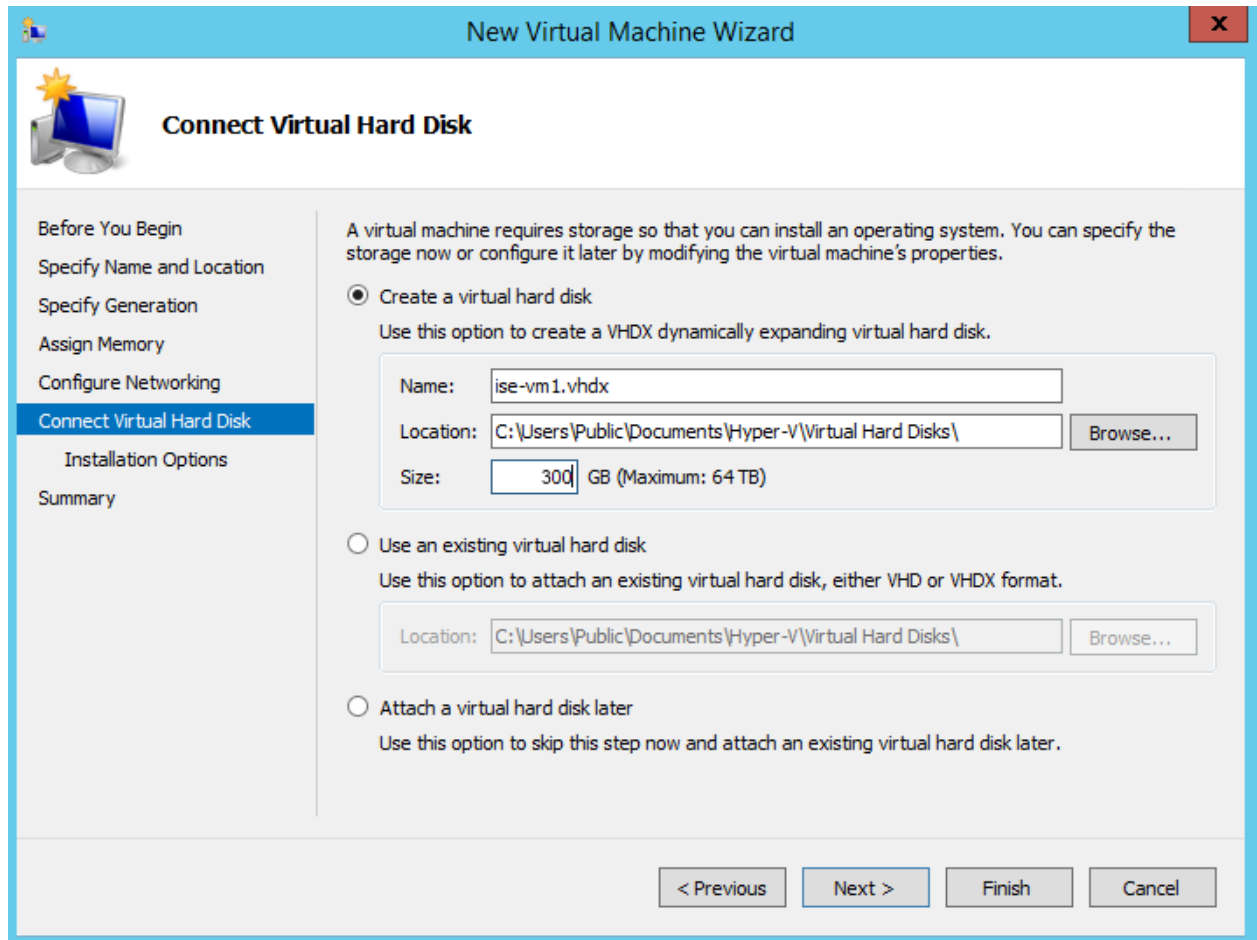 New Virtual Machine Wizard
x
Connect Virtual Hard Disk
Before You Begin
Specify Name and Location
Specify Generation
Assign Memory
Configure Networking
Connect Virtual Hard Disk
Installation Options
Summary
A virtual machine requires storage so that you can install an operating system. You can specify the
storage now or configure it later by modifying the virtual machine's properties.
Create a virtual hard disk
Use this option to create a VHDX dynamically expanding virtual hard disk.
Name: ise-vm1.vhdx
Location: C:\Users\Public\Documents\Hyper-V\Virtual Hard Disks\ Browse...
Size: 300 GB (Maximum: 64 TB)
Use an existing virtual hard disk
Use this option to attach an existing virtual hard disk, either VHD or VHDX format.
Location: C:\Users\Public\Documents\Hyper-V\Virtual Hard Disks\ Browse...
Attach a virtual hard disk later
Use this option to skip this step now and attach an existing virtual hard disk later.
< Previous Next > Finish Cancel